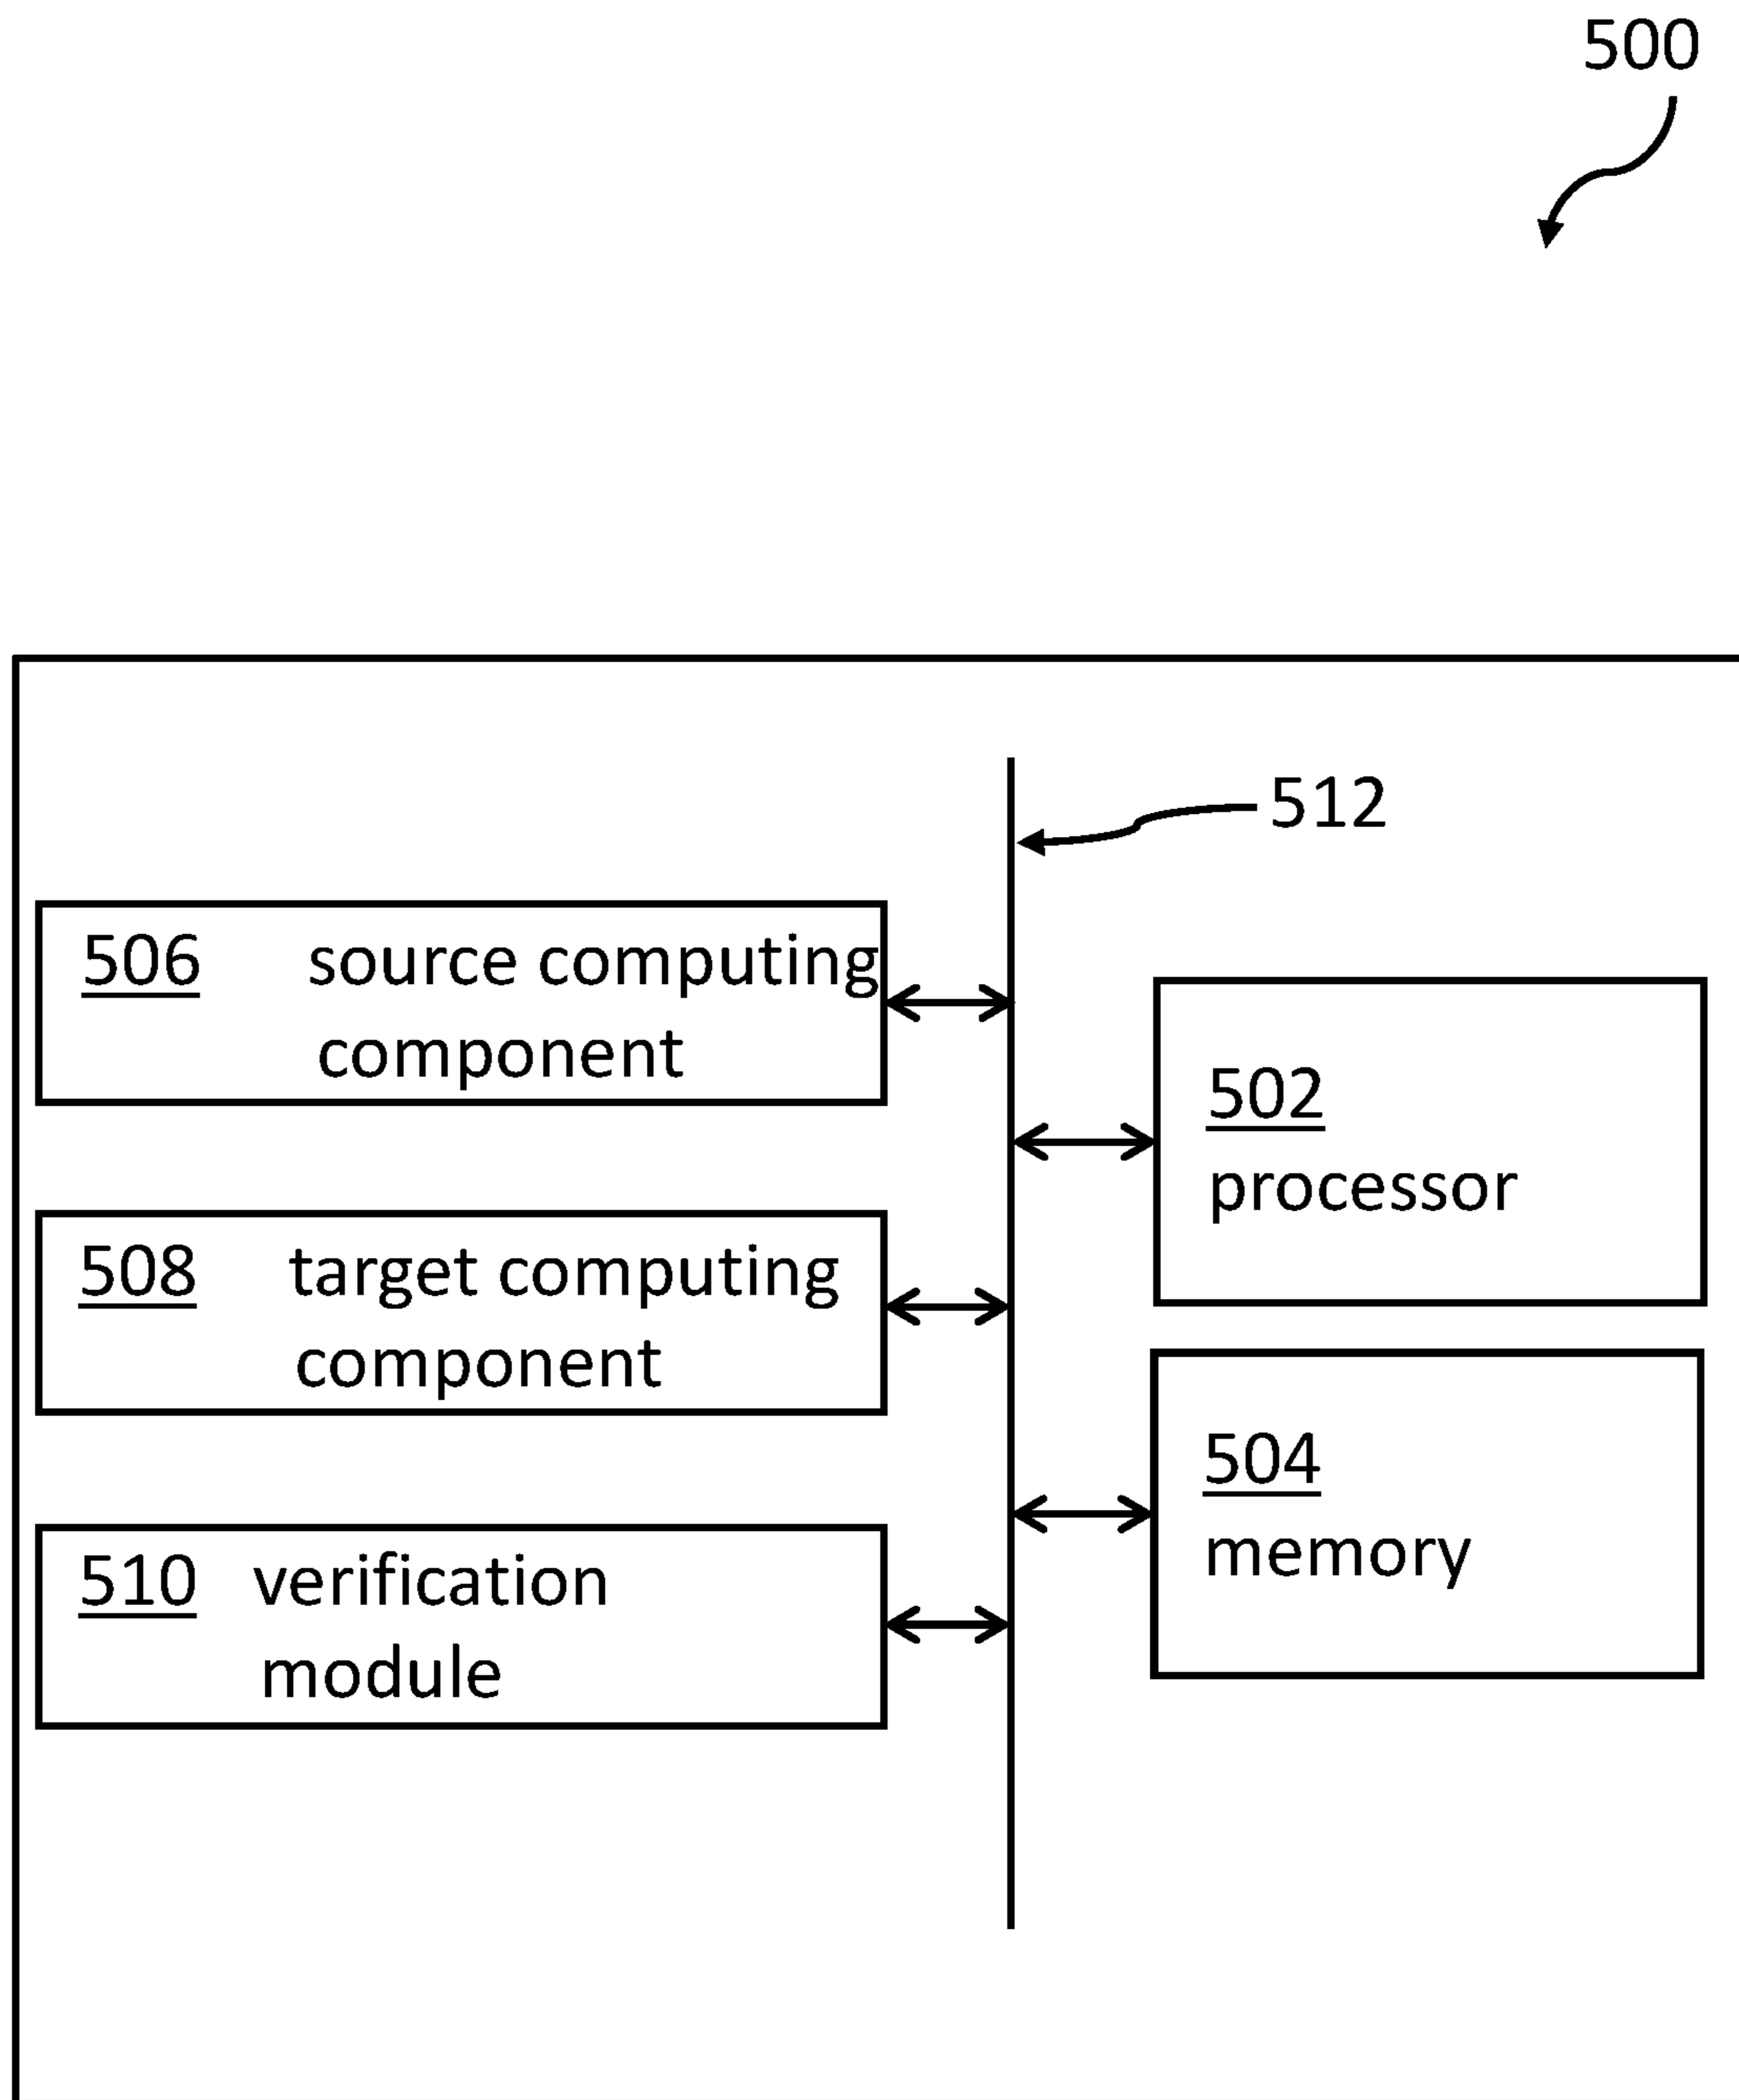 500
512
506 source computing
component
502
processor
508 target computing
component
504
memory
510 verification
module